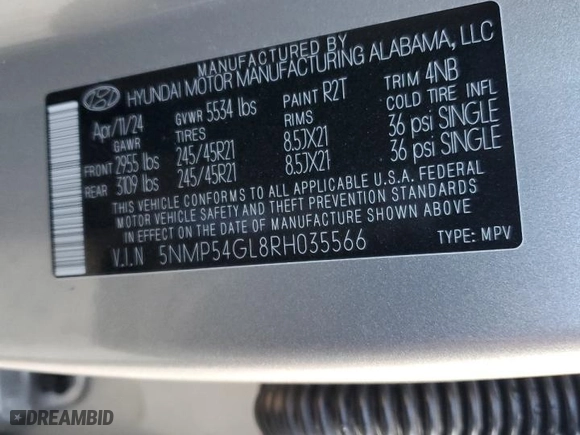 MANUFACTURED BY
HYUNDAI MOTOR MANUFACTURING ALABAMA, LLC
Apr/11/24 GVWR 5534 lbs PAINT R2T TRIM 4NB
GAWR TIRES RIMS COLD TIRE INFL
FRONT 2955 lbs 245/45R21 8.5JX21 36 psi SINGLE
REAR 3109 lbs 245/45R21 8.5JX21 36 psi SINGLE
THIS VEHICLE CONFORMS TO ALL APPLICABLE U.S.A. FEDERAL
MOTOR VEHICLE SAFETY AND THEFT PREVENTION STANDARDS
IN EFFECT ON THE DATE OF MANUFACTURE SHOWN ABOVE
V.I.N 5NMP54GL8RH035566 TYPE: MPV
DREAMBID